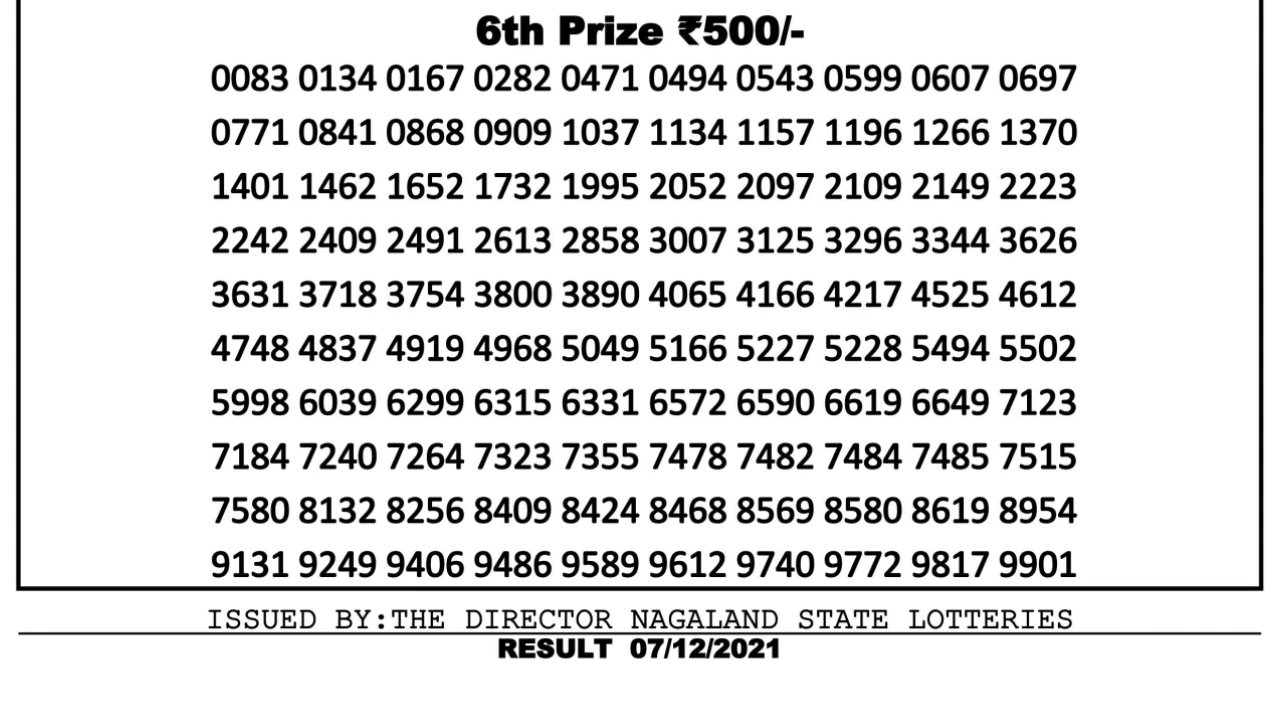 6th Prize ₹500/-
0083 0134 0167 0282 0471 0494 0543 0599 0607 0697
0771 0841 0868 0909 1037 1134 1157 1196 1266 1370
1401 1462 1652 1732 1995 2052 2097 2109 2149 2223
2242 2409 2491 2613 2858 3007 3125 3296 3344 3626
3631 3718 3754 3800 3890 4065 4166 4217 4525 4612
4748 4837 4919 4968 5049 5166 5227 5228 5494 5502
5998 6039 6299 6315 6331 6572 6590 6619 6649 7123
7184 7240 7264 7323 7355 7478 7482 7484 7485 7515
7580 8132 8256 8409 8424 8468 8569 8580 8619 8954
9131 9249 9406 9486 9589 9612 9740 9772 9817 9901
ISSUED BY:THE DIRECTOR NAGALAND STATE LOTTERIES
RESULT 07/12/2021